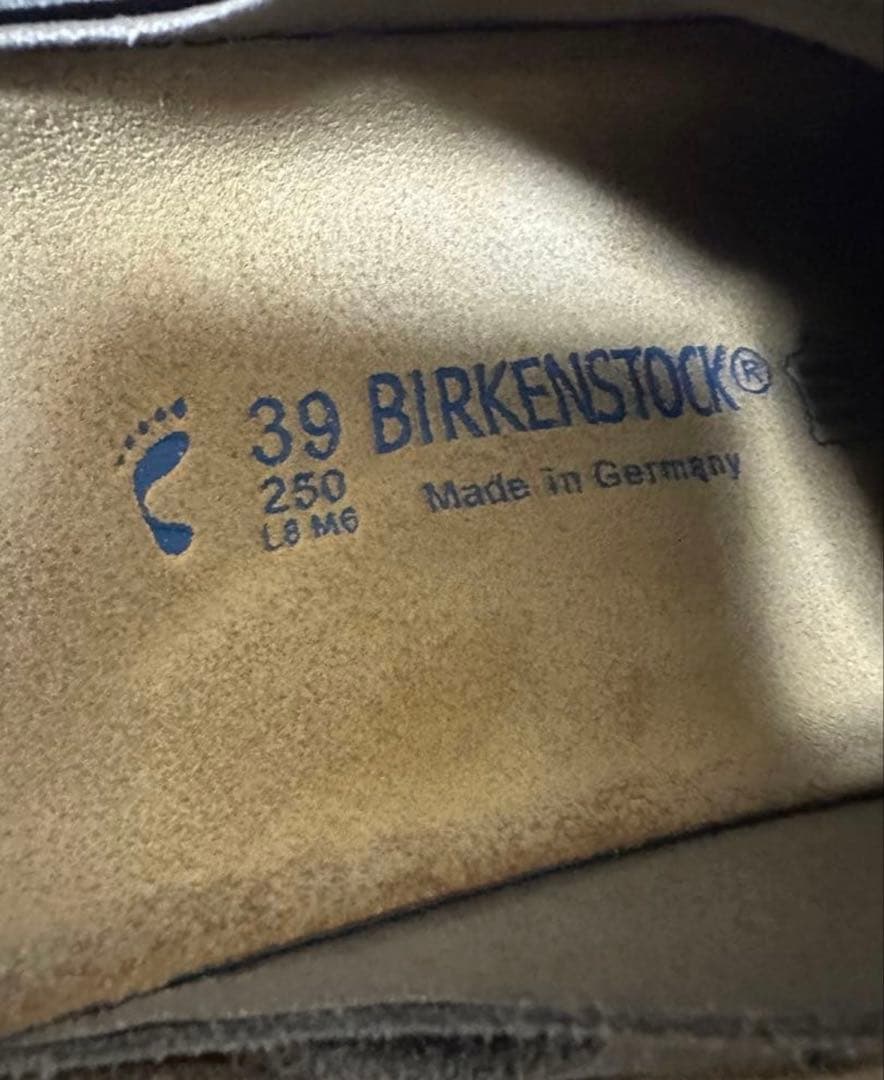 39 BIRKENSTOCK®
250
L8 M6
Made in Germany